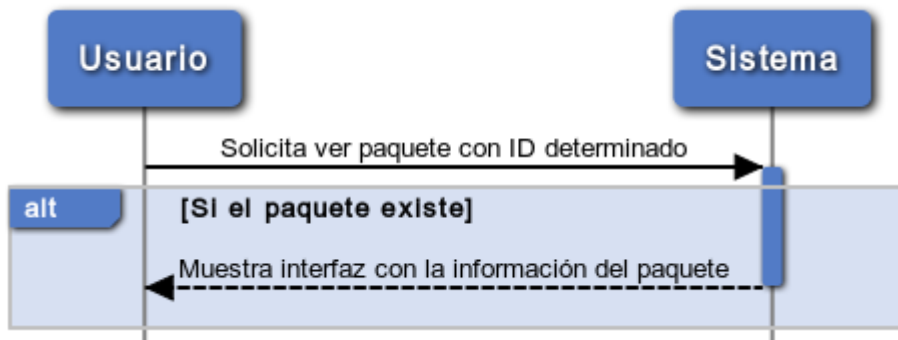 Usuario
Sistema
Solicita ver paquete con ID determinado
alt
[Si el paquete existe]
Muestra interfaz con la información del paquete